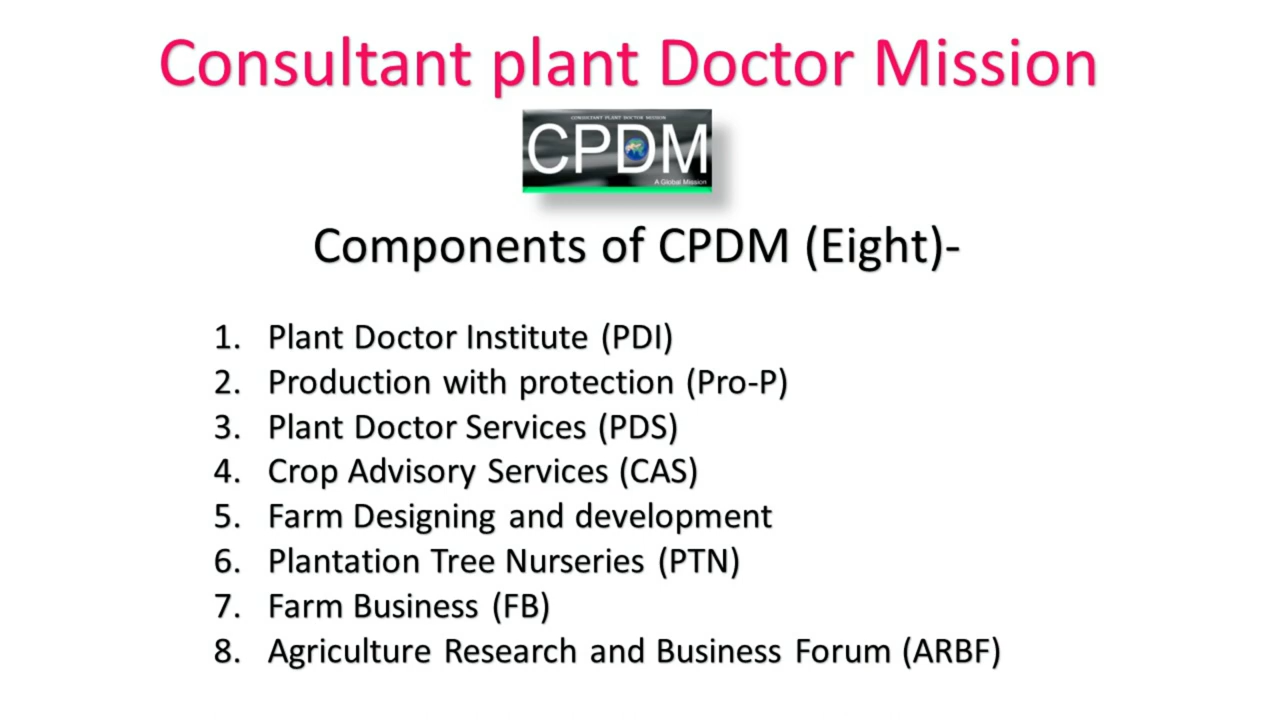 Consultant plant Doctor Mission
CONSULTANT PLANT DOCTOR MISSION
CPDM
A Global Mission
Components of CPDM (Eight)-
1. Plant Doctor Institute (PDI)
2. Production with protection (Pro-P)
3. Plant Doctor Services (PDS)
4. Crop Advisory Services (CAS)
5. Farm Designing and development
6. Plantation Tree Nurseries (PTN)
7. Farm Business (FB)
8. Agriculture Research and Business Forum (ARBF)